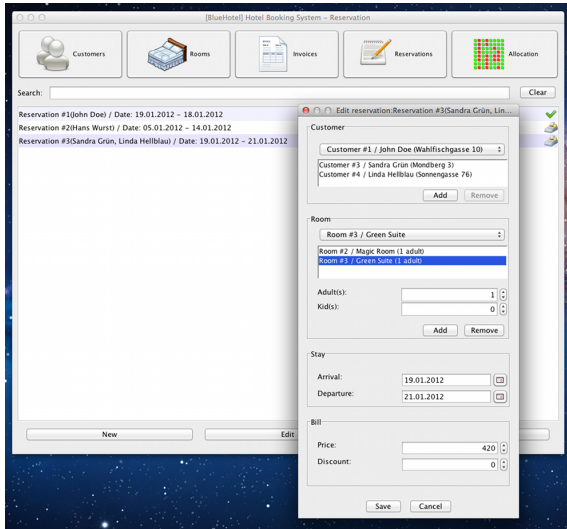 [BlueHotel] Hotel Booking System – Reservation
Customers
Rooms
Invoices
Reservations
Allocation
Search:
Clear
Reservation #1(John Doe) / Date: 19.01.2012 – 18.01.2012
Reservation #2(Hans Wurst) / Date: 05.01.2012 – 14.01.2012
Reservation #3(Sandra Grün, Linda Hellblau) / Date: 19.01.2012 – 21.01.2012
New
Edit
Edit reservation:Reservation #3(Sandra Grün, Lin...
Customer
Customer #1 / John Doe (Wahlfischgasse 10)
Customer #3 / Sandra Grün (Mondberg 3)
Customer #4 / Linda Hellblau (Sonnengasse 76)
Add
Remove
Room
Room #3 / Green Suite
Room #2 / Magic Room (1 adult)
Room #3 / Green Suite (1 adult)
Adult(s):
1
Kid(s):
0
Add
Remove
Stay
Arrival:
19.01.2012
Departure:
21.01.2012
Bill
Price:
420
Discount:
0
Save
Cancel